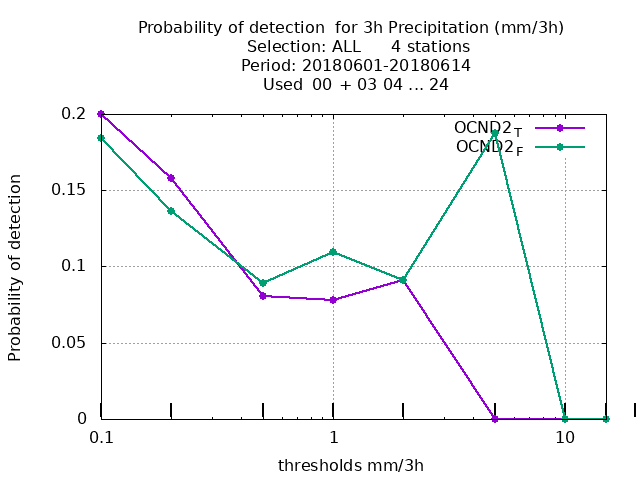 Probability of detection  for 3h Precipitation (mm/3h)
Selection: ALL      4 stations
Period: 20180601-20180614
Used  00  + 03 04 ... 24
0.2
0.15
0.1
0.05
0
Probability of detection
OCND2_T
OCND2_F
0.1
1
10
thresholds mm/3h